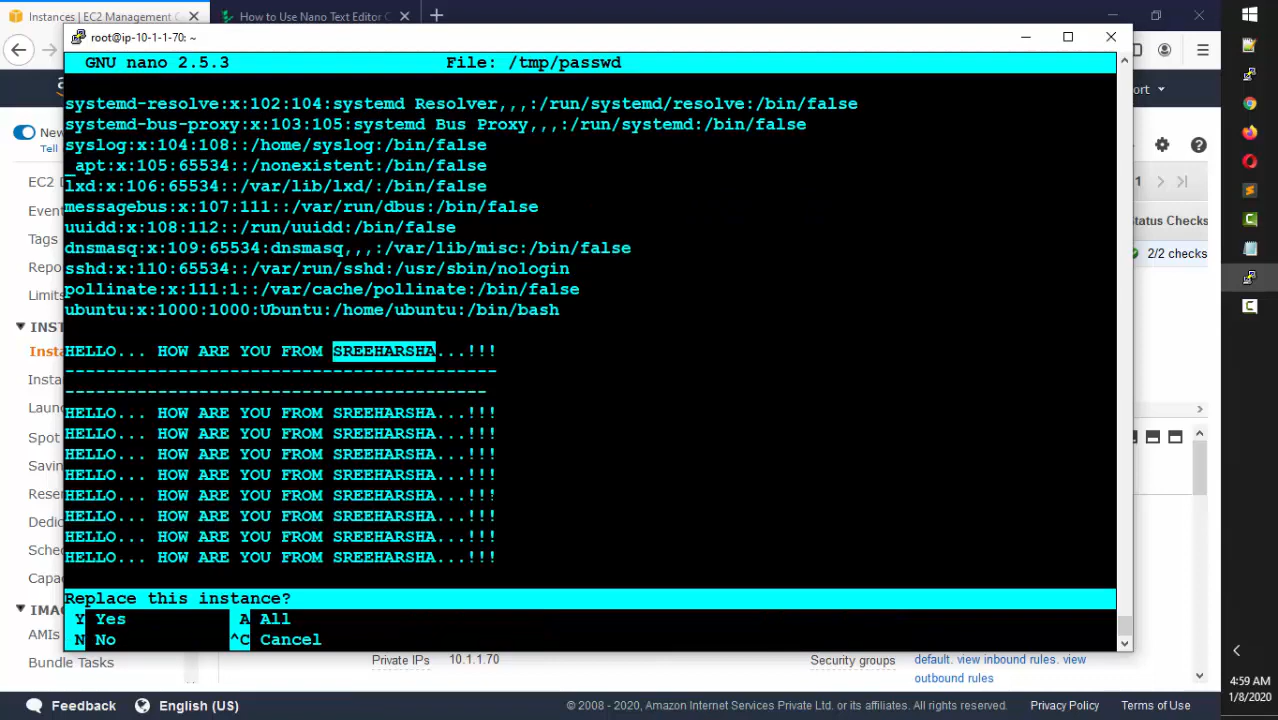 Instances | EC2 Management C
How to Use Nano Text Editor C
root@ip-10-1-1-70: ~
GNU nano 2.5.3 File: /tmp/passwd
systemd-resolve:x:102:104:systemd Resolver,,,:/run/systemd/resolve:/bin/false
systemd-bus-proxy:x:103:105:systemd Bus Proxy,,,:/run/systemd:/bin/false
syslog:x:104:108::/home/syslog:/bin/false
_apt:x:105:65534::/nonexistent:/bin/false
lxd:x:106:65534::/var/lib/lxd/:/bin/false
messagebus:x:107:111::/var/run/dbus:/bin/false
uuidd:x:108:112::/run/uuidd:/bin/false
dnsmasq:x:109:65534:dnsmasq,,,:/var/lib/misc:/bin/false
sshd:x:110:65534::/var/run/sshd:/usr/sbin/nologin
pollinate:x:111:1::/var/cache/pollinate:/bin/false
ubuntu:x:1000:1000:Ubuntu:/home/ubuntu:/bin/bash
HELLO... HOW ARE YOU FROM SREEHARSHA...!!!
------------------------------------------
-----------------------------------------
HELLO... HOW ARE YOU FROM SREEHARSHA...!!!
HELLO... HOW ARE YOU FROM SREEHARSHA...!!!
HELLO... HOW ARE YOU FROM SREEHARSHA...!!!
HELLO... HOW ARE YOU FROM SREEHARSHA...!!!
HELLO... HOW ARE YOU FROM SREEHARSHA...!!!
HELLO... HOW ARE YOU FROM SREEHARSHA...!!!
HELLO... HOW ARE YOU FROM SREEHARSHA...!!!
HELLO... HOW ARE YOU FROM SREEHARSHA...!!!
Replace this instance?
Y Yes A All
N No ^C Cancel
a
New
Tell
EC2 D
Event
Tags
Repo
Limits
INST
Insta
Insta
Laun
Spot
Savin
Rese
Dedic
Sched
Capa
IMAG
AMIs
Bundle Tasks
ort
1
Status Checks
2/2 checks
Private IPs 10.1.1.70
Security groups default. view inbound rules. view
outbound rules
Feedback English (US)
© 2008 - 2020, Amazon Internet Services Private Ltd. or its affiliates. All rights reserved. Privacy Policy Terms of Use
4:59 AM
1/8/2020